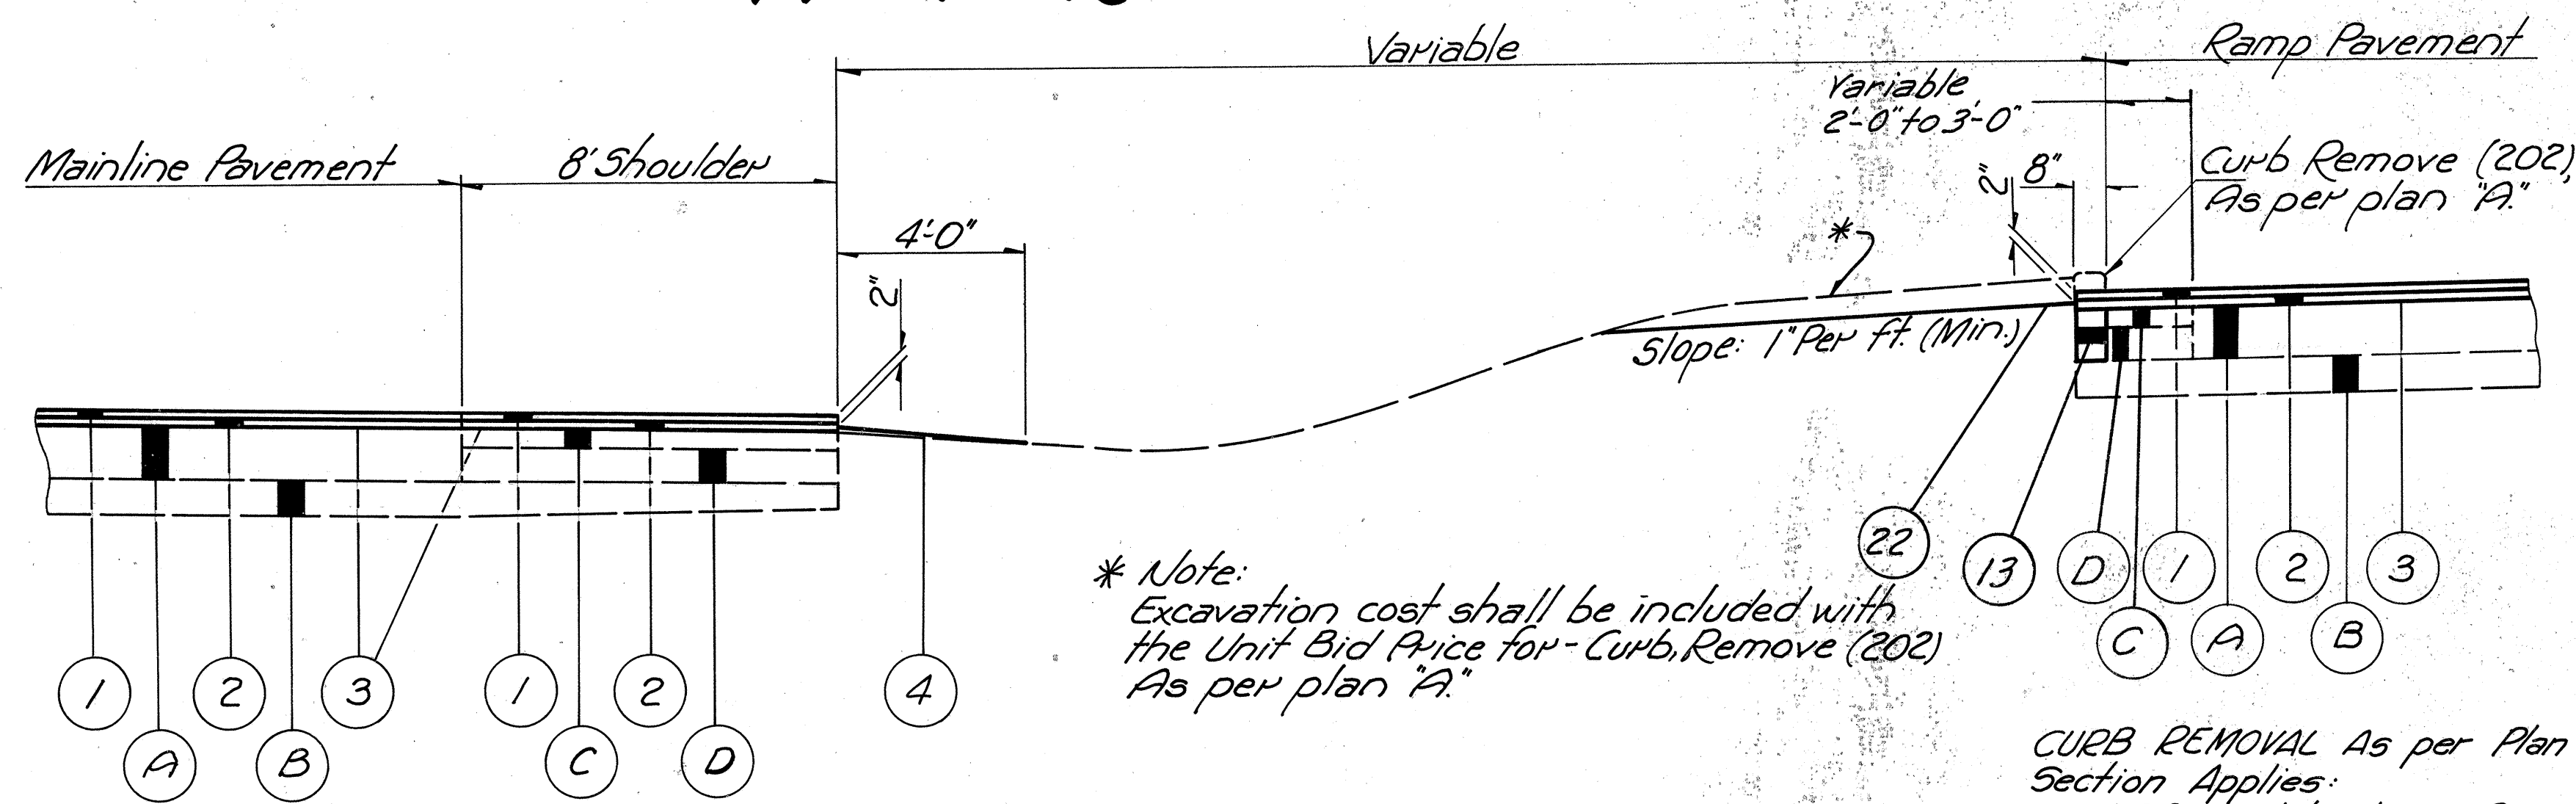 Variable
Ramp Pavement
Variable
2'-0" to 3'-0"
Mainline Pavement
8' Shoulder
2"
8"
Curb Remove (202),
As per plan "A."
4'-0"
*
2"
Slope: 1" Per ft. (Min.)
* Note:
Excavation cost shall be included with
the Unit Bid Price for - Curb, Remove (202)
As per plan "A."
22
13
D
1
2
3
C
A
B
1
2
3
1
2
4
A
B
C
D
CURB REMOVAL As per Plan
Section Applies: